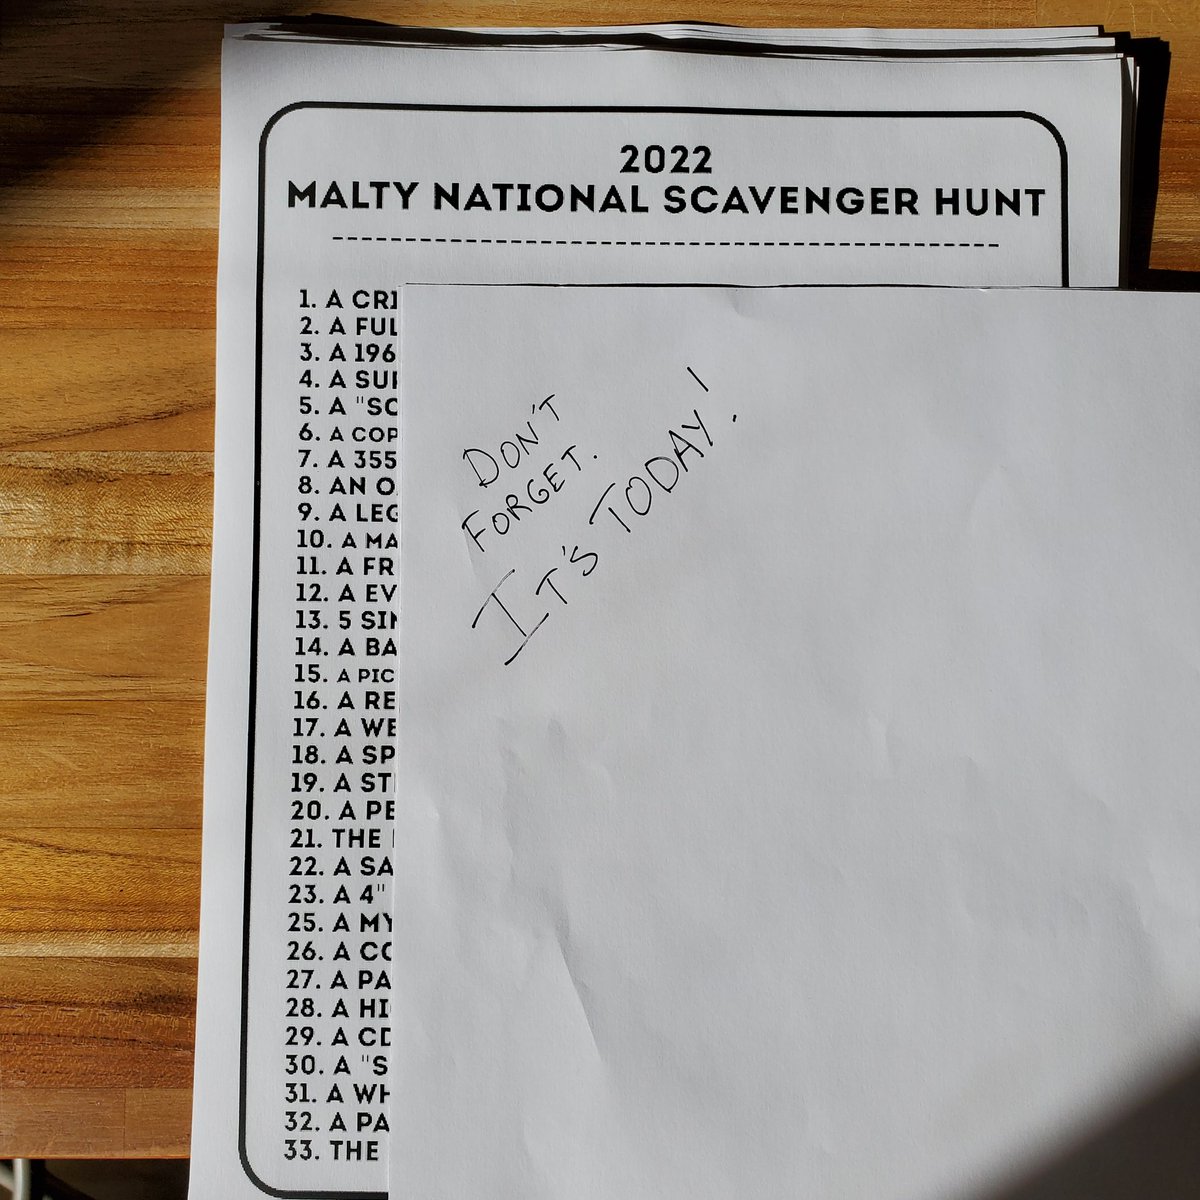 2022
MALTY NATIONAL SCAVENGER HUNT
1. A CRI
2. A FUL
3. A 196
4. A SUP
5. A "SC
6. A COP
7. A 355
8. AN O
9. A LEG
10. A MA
11. A FR
12. A EV
13. 5 SIN
14. A BA
15. A PIC
16. A RE
17. A WE
18. A SP
19. A ST
20. A PE
21. THE
22. A SA
23. A 4"
25. A MY
26. A CO
27. A PA
28. A HI
29. A CD
30. A "S
31. A WH
32. A PA
33. THE
DON'T
FORGET.
IT'S TODAY!